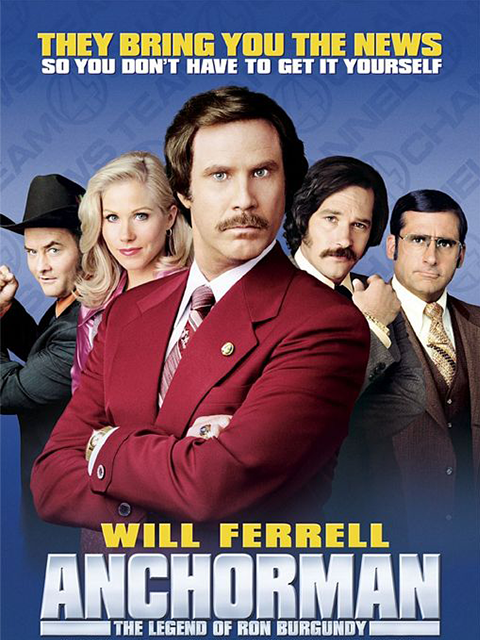 THEY BRING YOU THE NEWS
SO YOU DON'T HAVE TO GET IT YOURSELF
WILL FERRELL
ANCHORMAN
THE LEGEND OF RON BURGUNDY